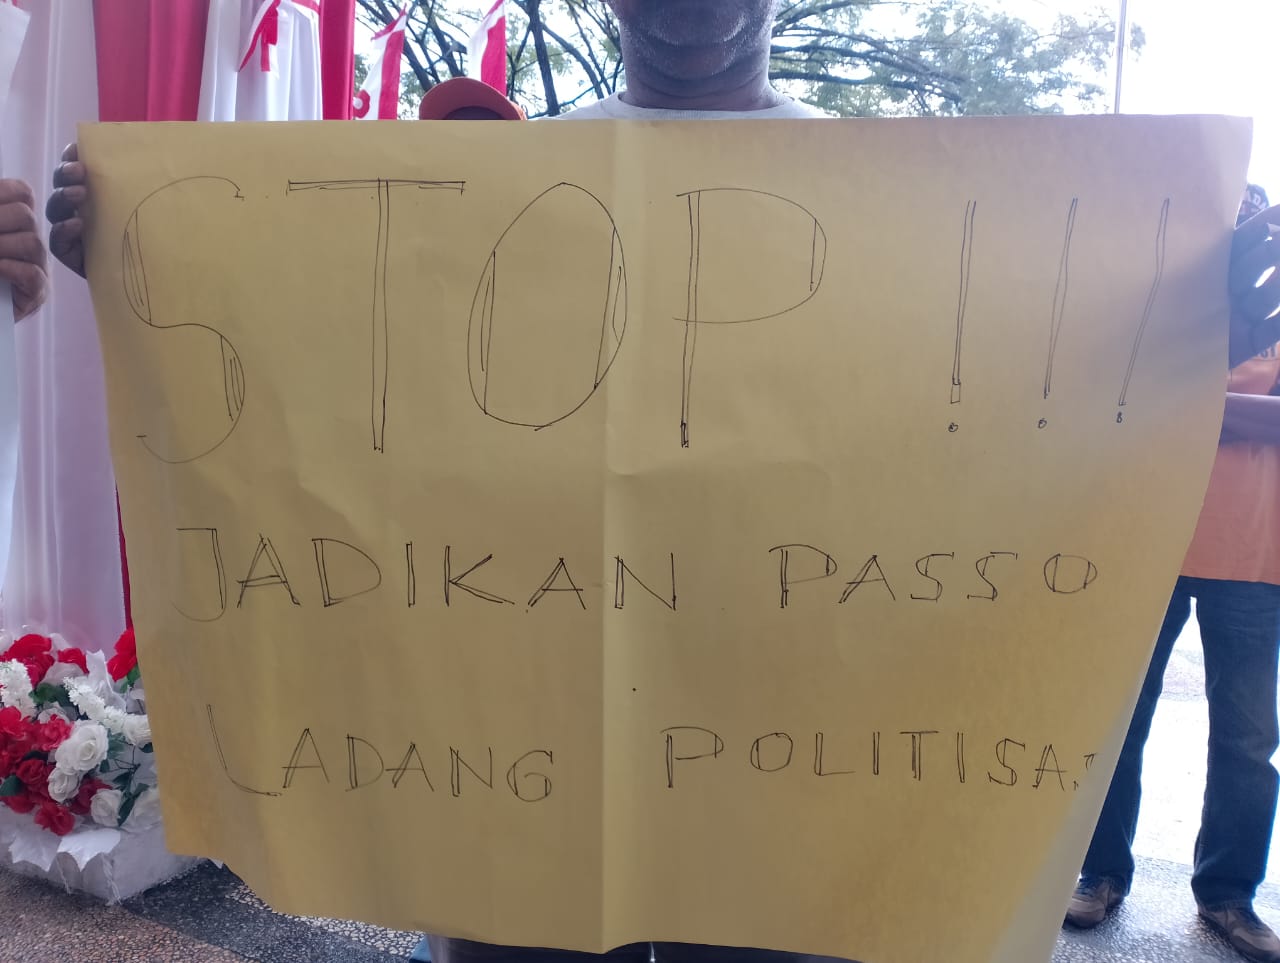 STOP !!!
JADIKAN PASSO
LADANG POLITISASI